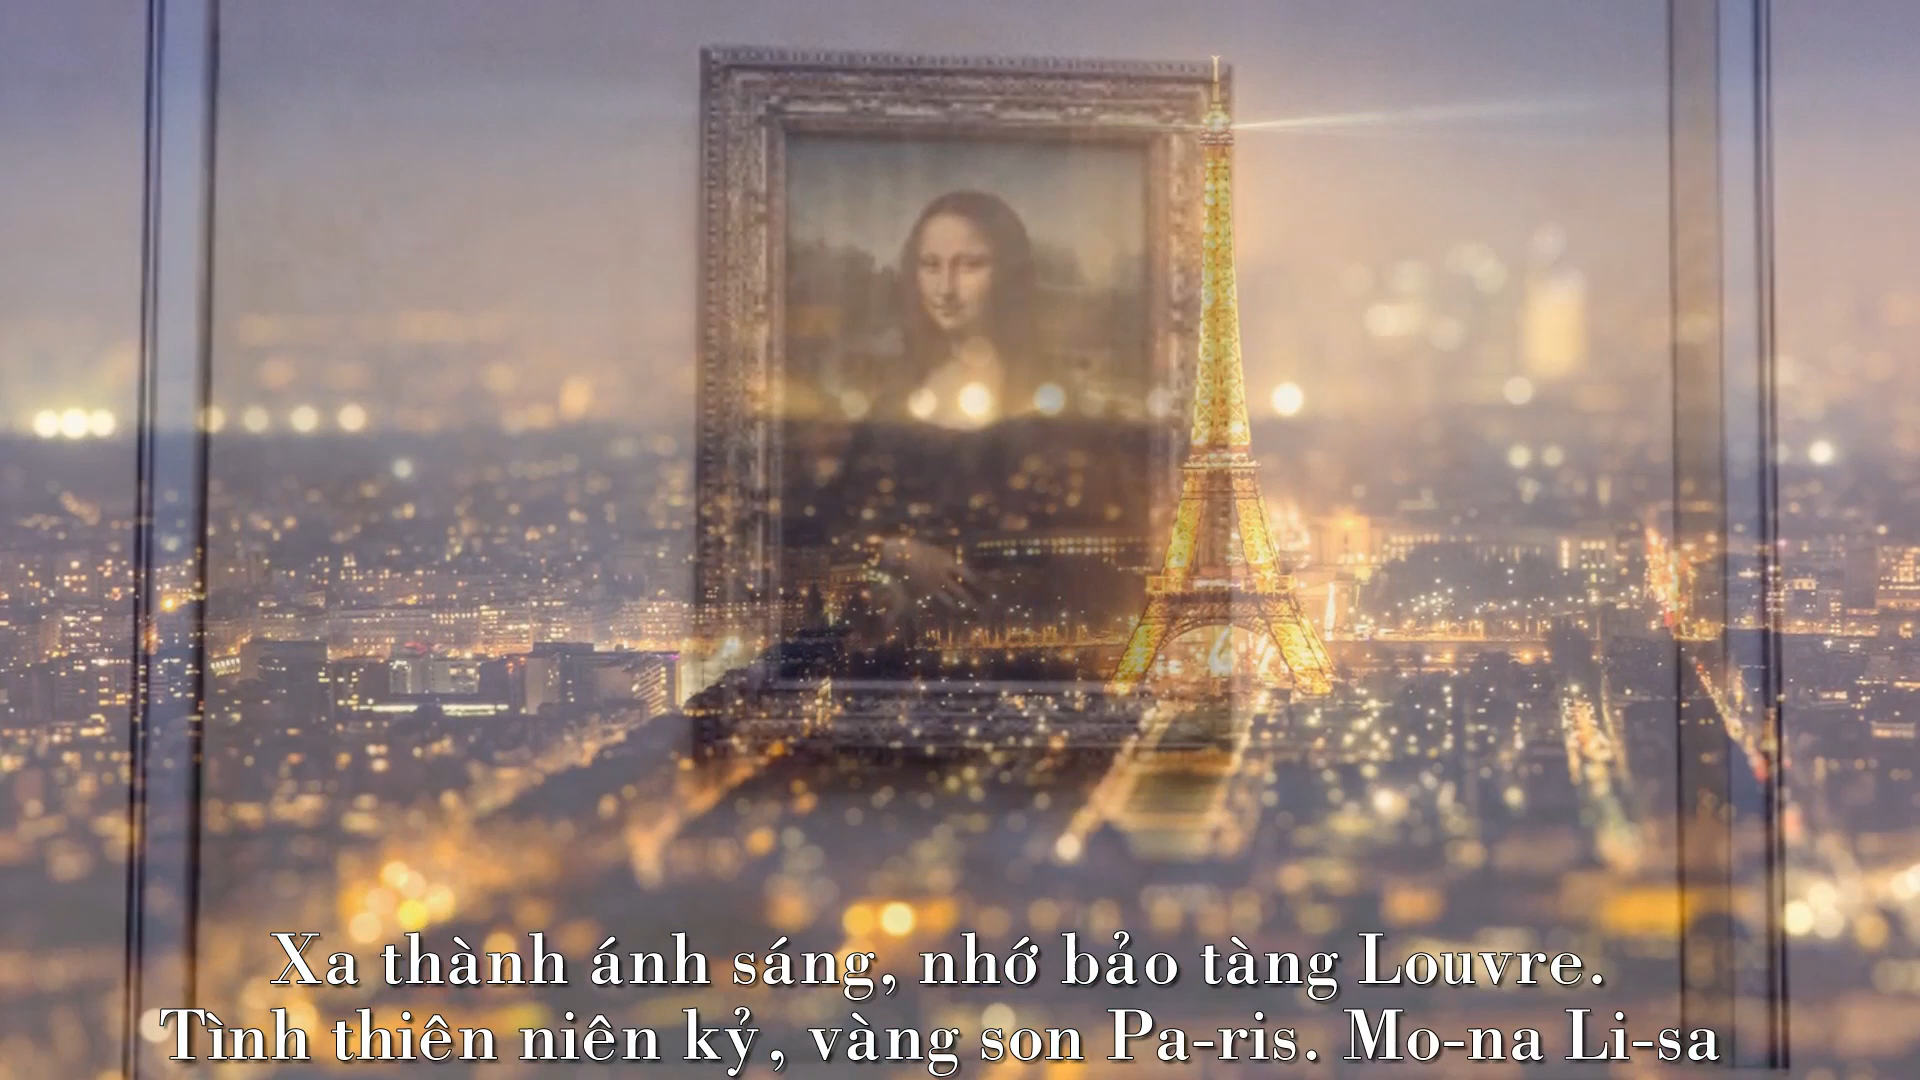 Xa thành ánh sáng, nhớ bảo tàng Louvre.
Tình thiên niên kỷ, vàng son Pa-ris. Mo-na Li-sa